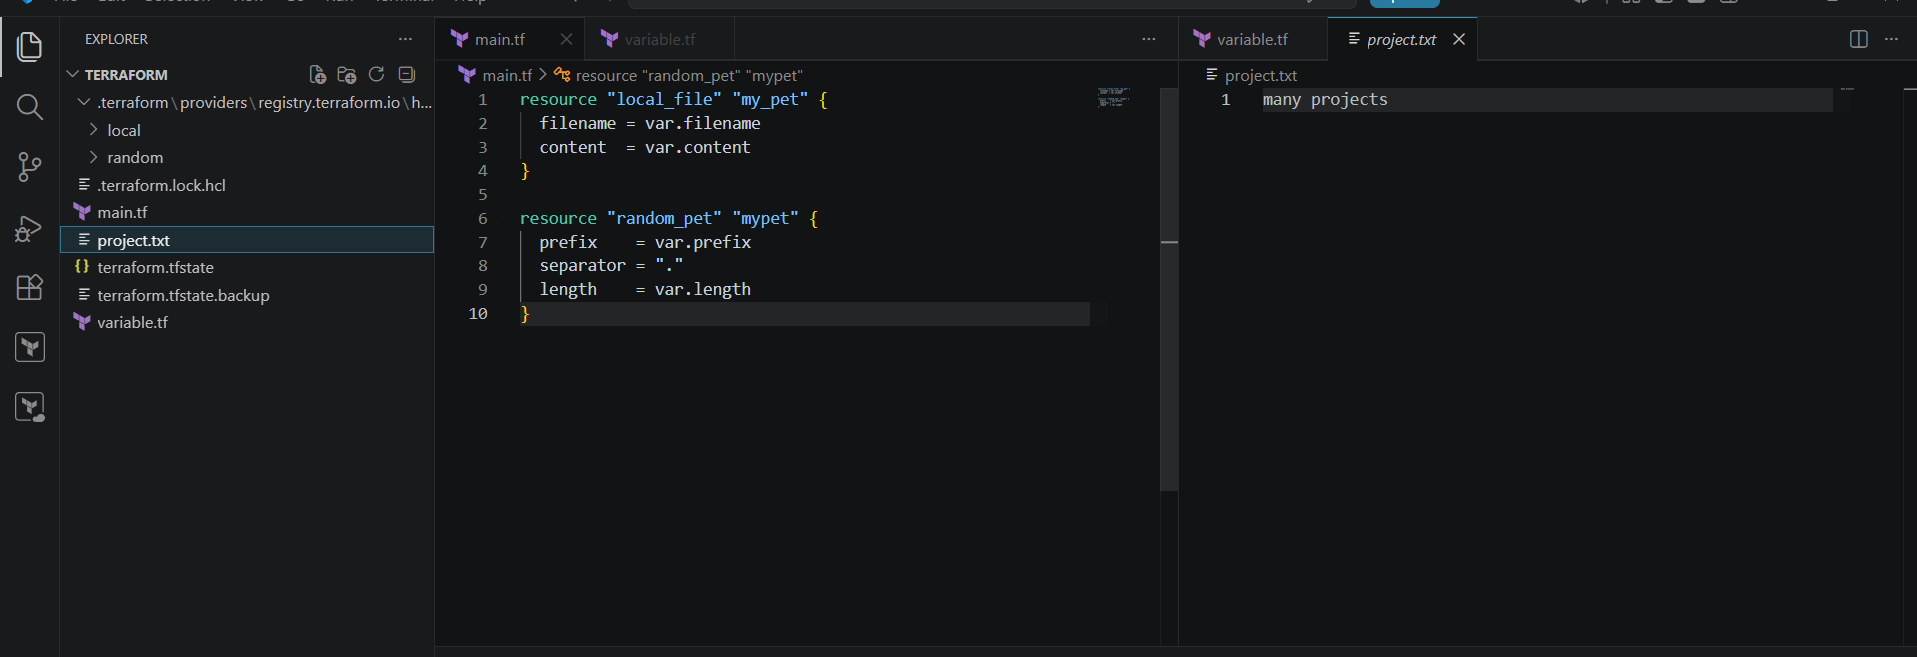 EXPLORER
TERRAFORM
.terraform\providers\registry.terraform.io\h...
local
random
.terraform.lock.hcl
main.tf
project.txt
terraform.tfstate
terraform.tfstate.backup
variable.tf
main.tf
variable.tf
main.tf > resource "random_pet" "mypet"
1 resource "local_file" "my_pet" {
2   filename = var.filename
3   content  = var.content
4 }
5
6 resource "random_pet" "mypet" {
7   prefix    = var.prefix
8   separator = "."
9   length    = var.length
10 }
variable.tf
project.txt
project.txt
1 many projects